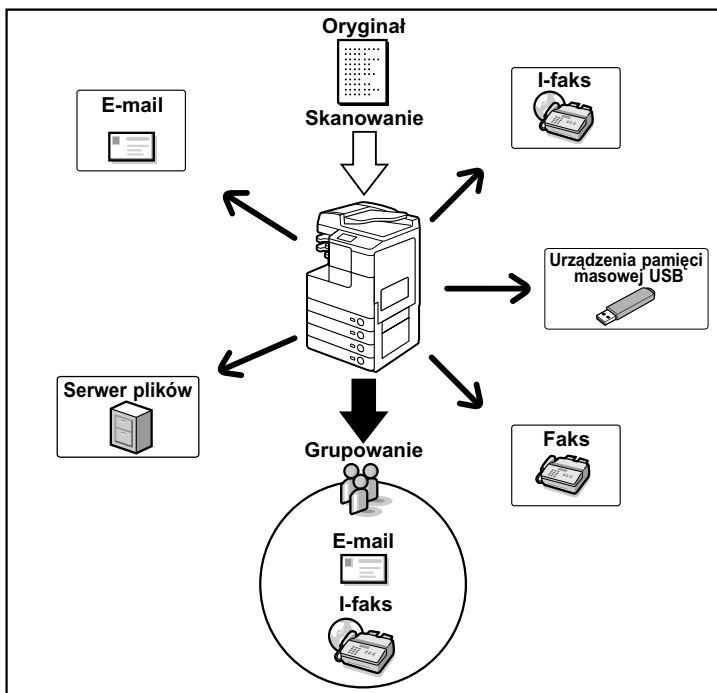 Oryginał
Skanowanie
E-mail
I-faks
Urządzenia pamięci
masowej USB
Serwer plików
Faks
Grupowanie
E-mail
I-faks